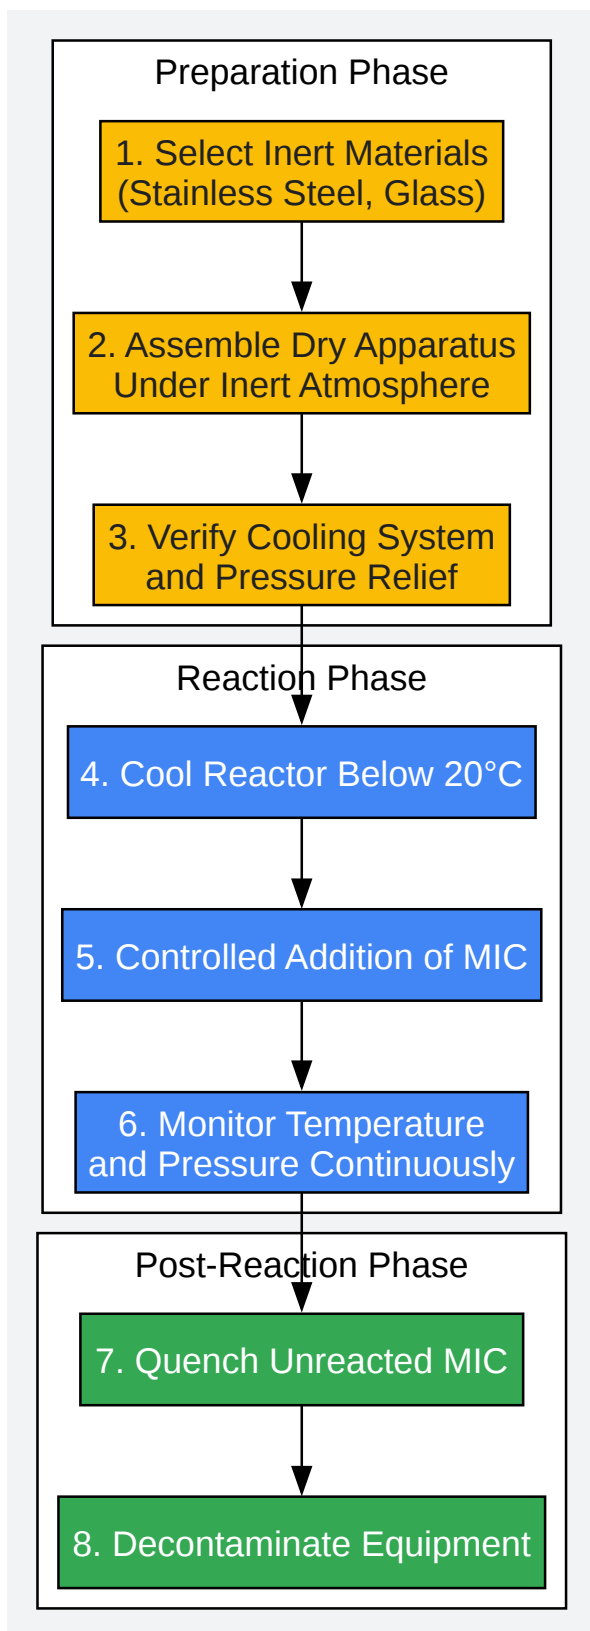 Preparation Phase
1. Select Inert Materials
(Stainless Steel, Glass)
2. Assemble Dry Apparatus
Under Inert Atmosphere
3. Verify Cooling System
and Pressure Relief
Reaction Phase
4. Cool Reactor Below 20°C
5. Controlled Addition of MIC
6. Monitor Temperature
and Pressure Continuously
Post-Reaction Phase
7. Quench Unreacted MIC
8. Decontaminate Equipment